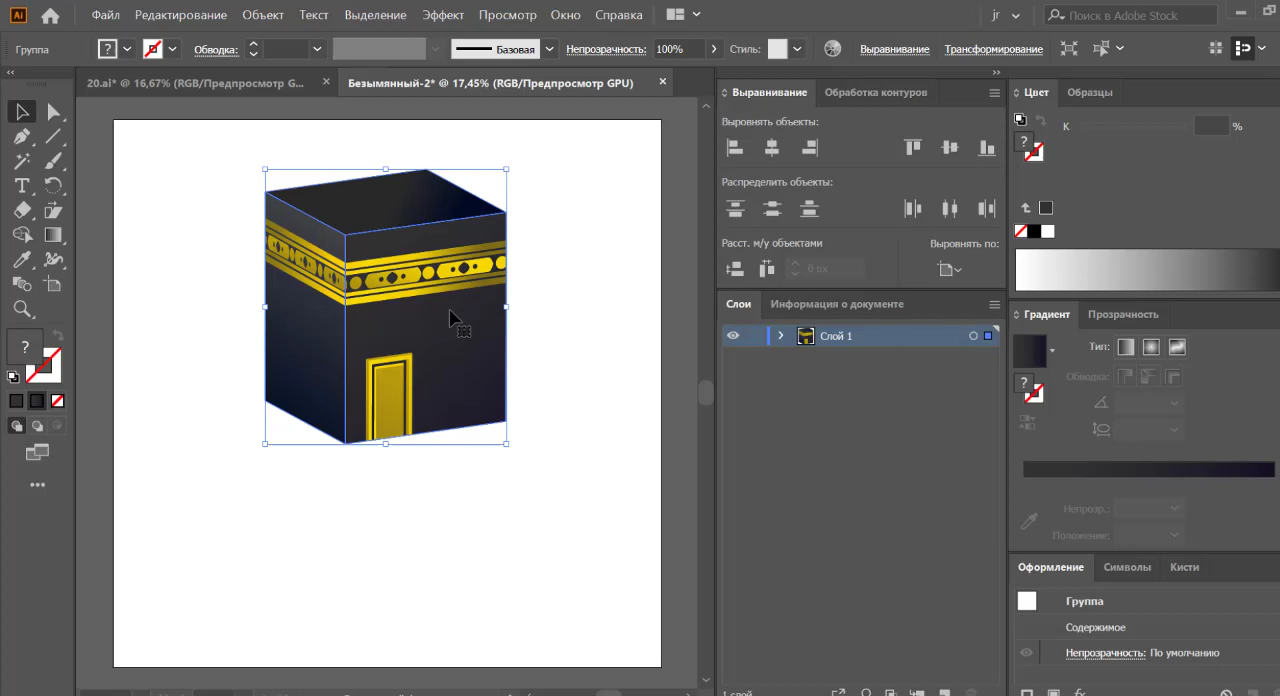 Ai
Файл Редактирование Объект Текст Выделение Эффект Просмотр Окно Справка
jr
Поиск в Adobe Stock
Группа
?
Обводка:
Базовая
Непрозрачность: 100%
Стиль:
Выравнивание
Трансформирование
20.ai* @ 16,67% (RGB/Предпросмотр G...
Безымянный-2* @ 17,45% (RGB/Предпросмотр GPU)
Выравнивание
Обработка контуров
Выровнять объекты:
Распределить объекты:
Расст. м/у объектами
Выровнять по:
0 px
Слои
Информация о документе
Слой 1
Цвет
Образцы
K
%
?
Градиент
Прозрачность
Тип:
Обводка:
?
Непрозр.:
Положение:
Оформление
Символы
Кисти
Группа
Содержимое
Непрозрачность: По умолчанию
fx
T
?